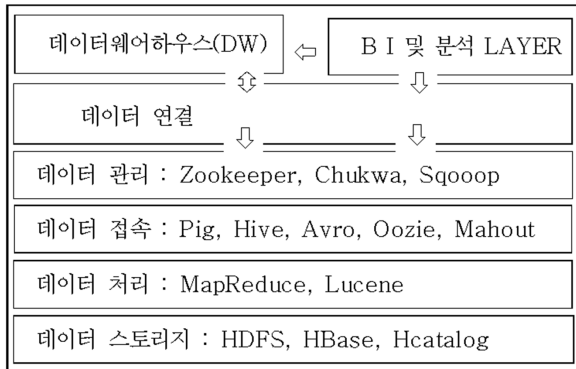 데이터웨어하우스(DW)
B I 및 분석 LAYER
데이터 연결
데이터 관리 : Zookeeper, Chukwa, Sqooop
데이터 접속 : Pig, Hive, Avro, Oozie, Mahout
데이터 처리 : MapReduce, Lucene
데이터 스토리지 : HDFS, HBase, Hcatalog